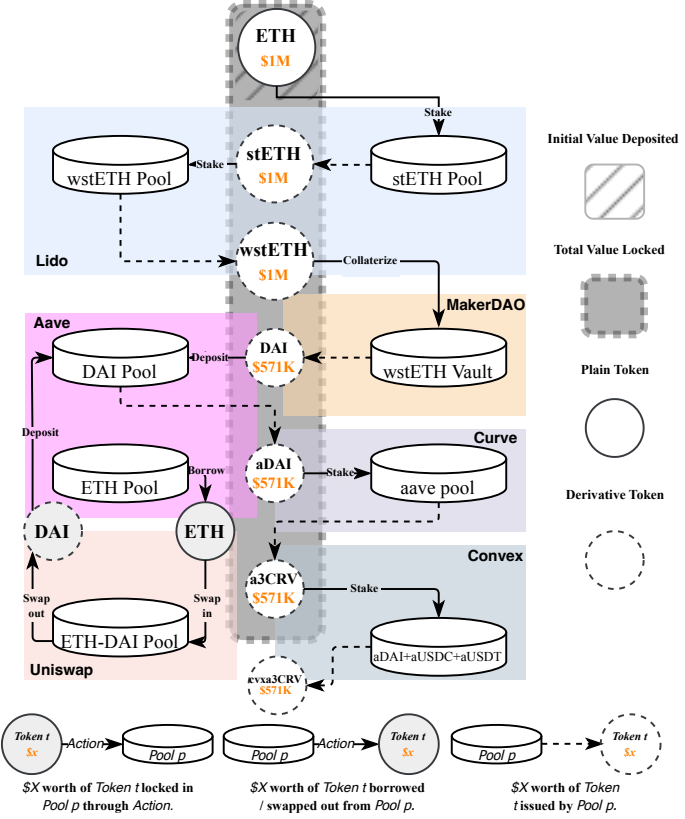 ETH
$1M
Stake
stETH
$1M
Stake
wstETH Pool
stETH Pool
wstETH
$1M
Collaterize
Lido
Initial Value Deposited
Total Value Locked
Plain Token
Derivative Token
MakerDAO
Aave
DAI
$571K
Deposit
DAI Pool
wstETH Vault
Deposit
Curve
aDAI
$571K
Stake
Borrow
ETH Pool
aave pool
DAI
ETH
Convex
a3CRV
$571K
Stake
Swap
out
Swap
in
ETH-DAI Pool
aDAI+aUSDC+aUSDT
Uniswap
cvxa3CRV
$571K
Token t
$x
Action
Pool p
$X worth of Token t locked in
Pool p through Action.
Pool p
Action
Token t
$x
$X worth of Token t borrowed
/ swapped out from Pool p.
Pool p
Token t
$x
$X worth of Token
t issued by Pool p.